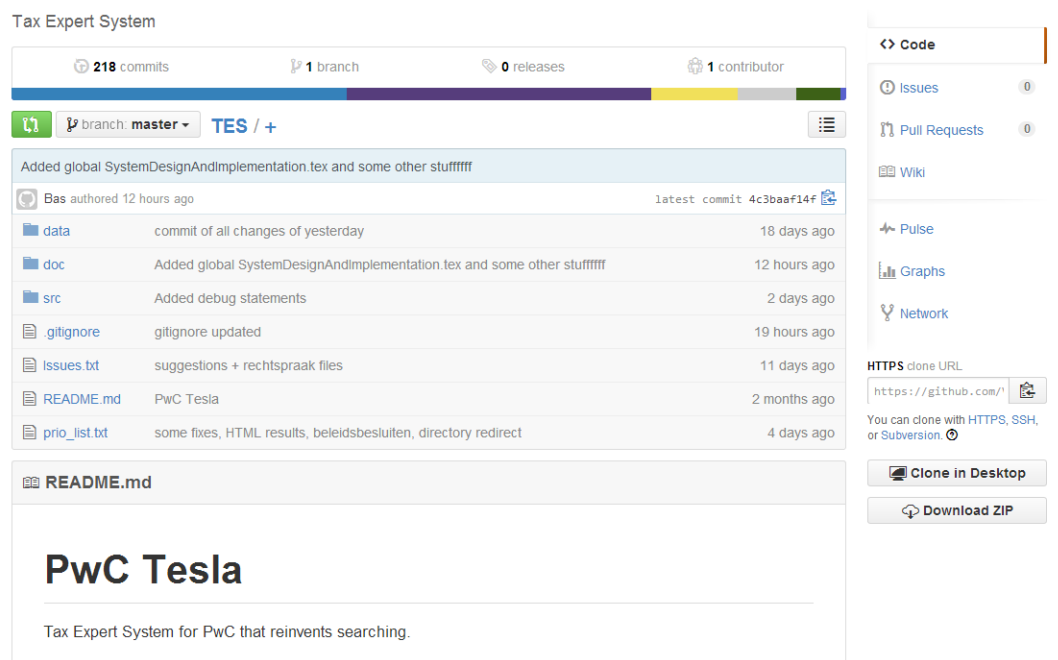 Tax Expert System
218 commits 1 branch 0 releases 1 contributor
branch: master TES / +
Added global SystemDesignAndImplementation.tex and some other stuffffff
Bas authored 12 hours ago latest commit 4c3baaf14f
data commit of all changes of yesterday 18 days ago
doc Added global SystemDesignAndImplementation.tex and some other stuffffff 12 hours ago
src Added debug statements 2 days ago
.gitignore gitignore updated 19 hours ago
Issues.txt suggestions + rechtspraak files 11 days ago
README.md PwC Tesla 2 months ago
prio_list.txt some fixes, HTML results, beleidsbesluiten, directory redirect 4 days ago
README.md
PwC Tesla
Tax Expert System for PwC that reinvents searching.
<> Code
Issues 0
Pull Requests 0
Wiki
Pulse
Graphs
Network
HTTPS clone URL
https://github.com/
You can clone with HTTPS, SSH,
or Subversion.
Clone in Desktop
Download ZIP